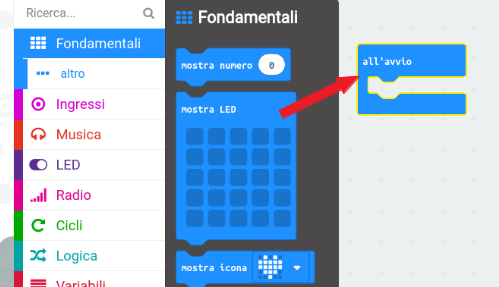 Ricerca...
Fondamentali
altro
Ingressi
Musica
LED
Radio
Cicli
Logica
Variabili
Fondamentali
mostra numero 0
mostra LED
mostra icona
all'avvio